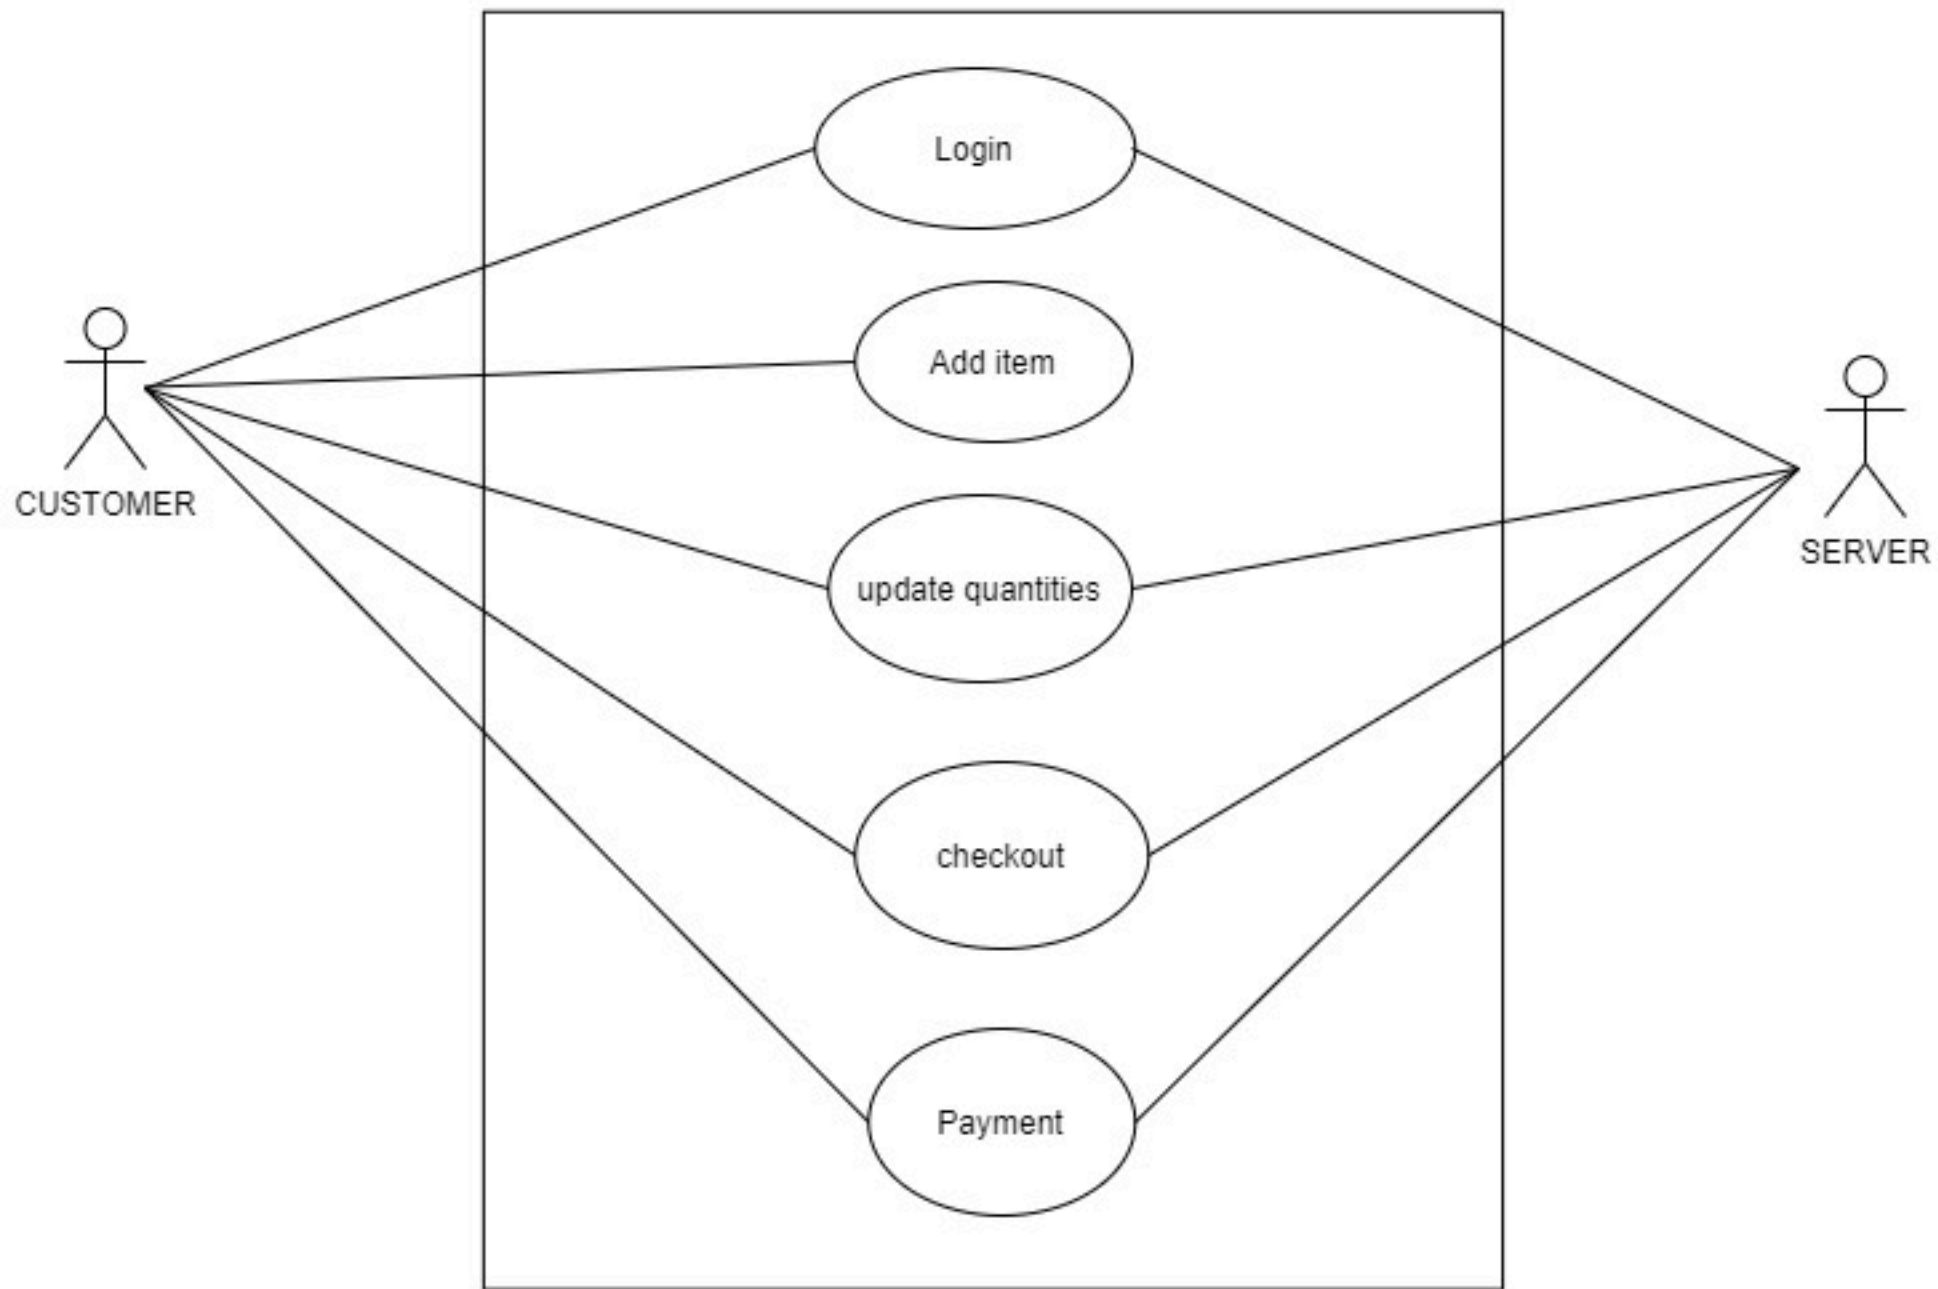 Login
Add item
CUSTOMER
SERVER
update quantities
checkout
Payment